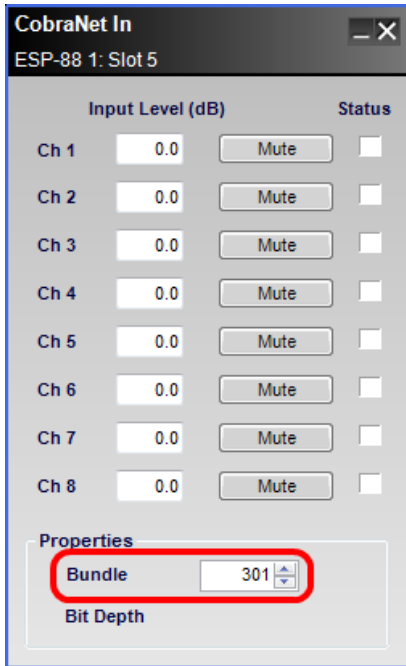 CobraNet In
ESP-88 1: Slot 5
Input Level (dB) Status
Ch 1 0.0 Mute
Ch 2 0.0 Mute
Ch 3 0.0 Mute
Ch 4 0.0 Mute
Ch 5 0.0 Mute
Ch 6 0.0 Mute
Ch 7 0.0 Mute
Ch 8 0.0 Mute
Properties
Bundle 301
Bit Depth